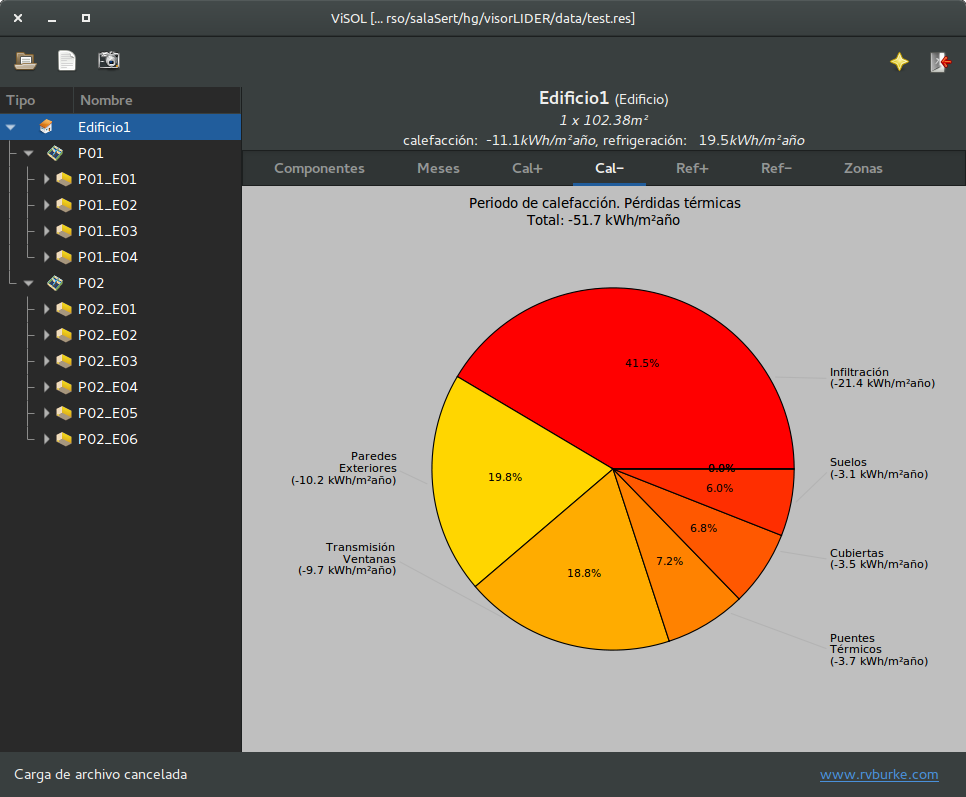 ViSOL [... rso/salaSert/hg/visorLIDER/data/test.res]
Tipo Nombre
Edificio1
P01
P01_E01
P01_E02
P01_E03
P01_E04
P02
P02_E01
P02_E02
P02_E03
P02_E04
P02_E05
P02_E06
Edificio1 (Edificio)
1 x 102.38m²
calefacción: -11.1kWh/m²año, refrigeración: 19.5kWh/m²año
Componentes Meses Cal+ Cal− Ref+ Ref− Zonas
Periodo de calefacción. Pérdidas térmicas
Total: -51.7 kWh/m²año
41.5%
Infiltración
(-21.4 kWh/m²año)
Paredes
Exteriores
(-10.2 kWh/m²año)
19.8%
0.0%
6.0%
Suelos
(-3.1 kWh/m²año)
6.8%
Cubiertas
(-3.5 kWh/m²año)
Transmisión
Ventanas
(-9.7 kWh/m²año)
18.8%
7.2%
Puentes
Térmicos
(-3.7 kWh/m²año)
Carga de archivo cancelada
www.rvburke.com